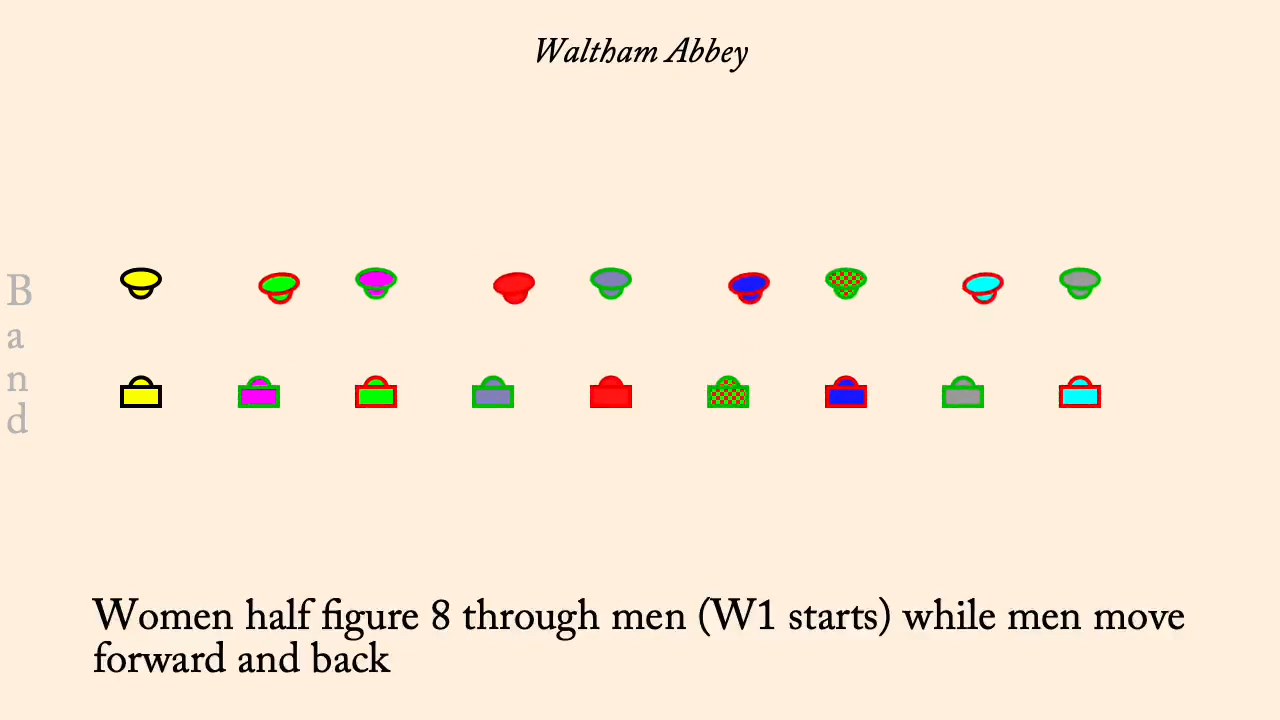 Waltham Abbey
B
a
n
d
Women half figure 8 through men (W1 starts) while men move
forward and back